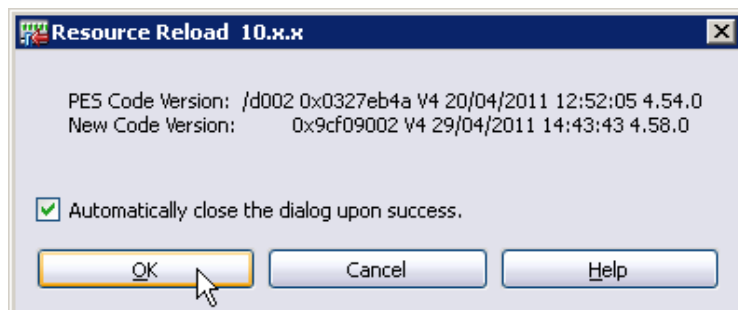 Resource Reload 10.x.x
PES Code Version: /d002 0x0327eb4a V4 20/04/2011 12:52:05 4.54.0
New Code Version: 0x9cf09002 V4 29/04/2011 14:43:43 4.58.0
Automatically close the dialog upon success.
OK Cancel Help